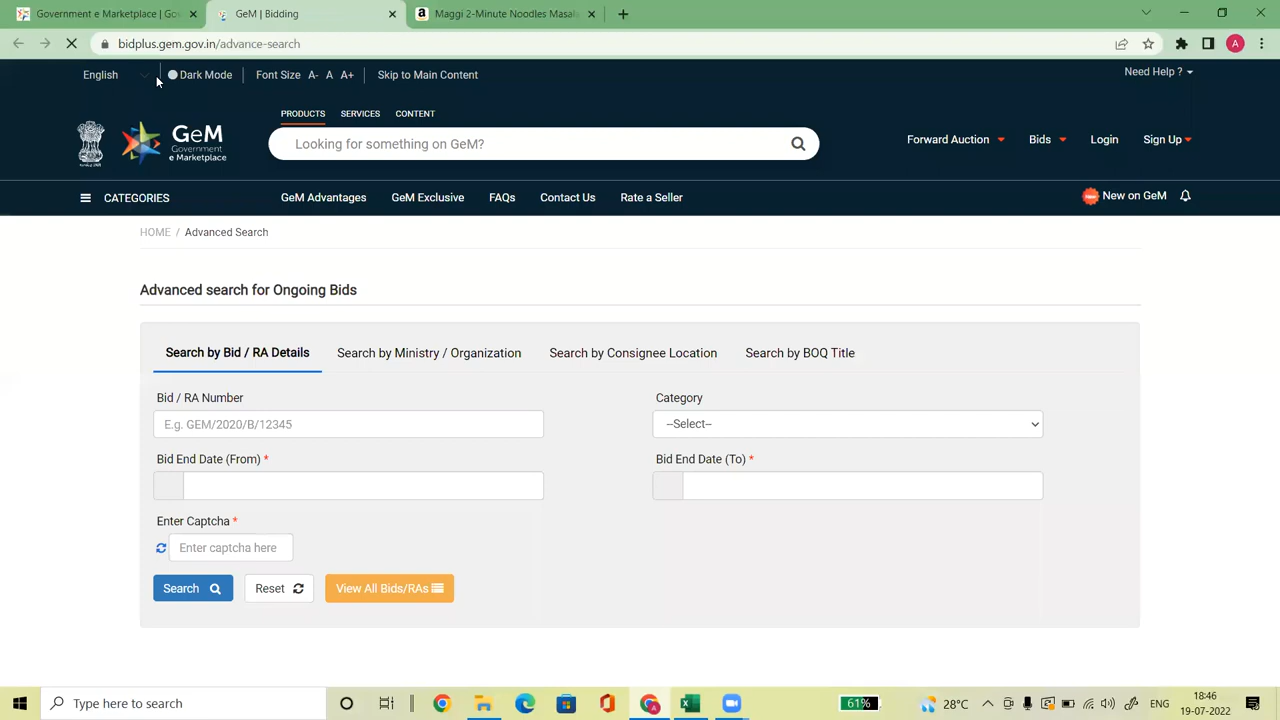 Government e Marketplace | Go
GeM | Bidding
Maggi 2-Minute Noodles Masala
bidplus.gem.gov.in/advance-search
English
Dark Mode
Font Size A- A A+
Skip to Main Content
Need Help ?
PRODUCTS SERVICES CONTENT
GeM
Government
e Marketplace
Looking for something on GeM?
Forward Auction
Bids
Login
Sign Up
CATEGORIES
GeM Advantages
GeM Exclusive
FAQs
Contact Us
Rate a Seller
New on GeM
HOME / Advanced Search
Advanced search for Ongoing Bids
Search by Bid / RA Details
Search by Ministry / Organization
Search by Consignee Location
Search by BOQ Title
Bid / RA Number
Category
E.g. GEM/2020/B/12345
--Select--
Bid End Date (From) *
Bid End Date (To) *
Enter Captcha *
Enter captcha here
Search
Reset
View All Bids/RAs
Type here to search
61%
28°C
ENG
18:46
19-07-2022